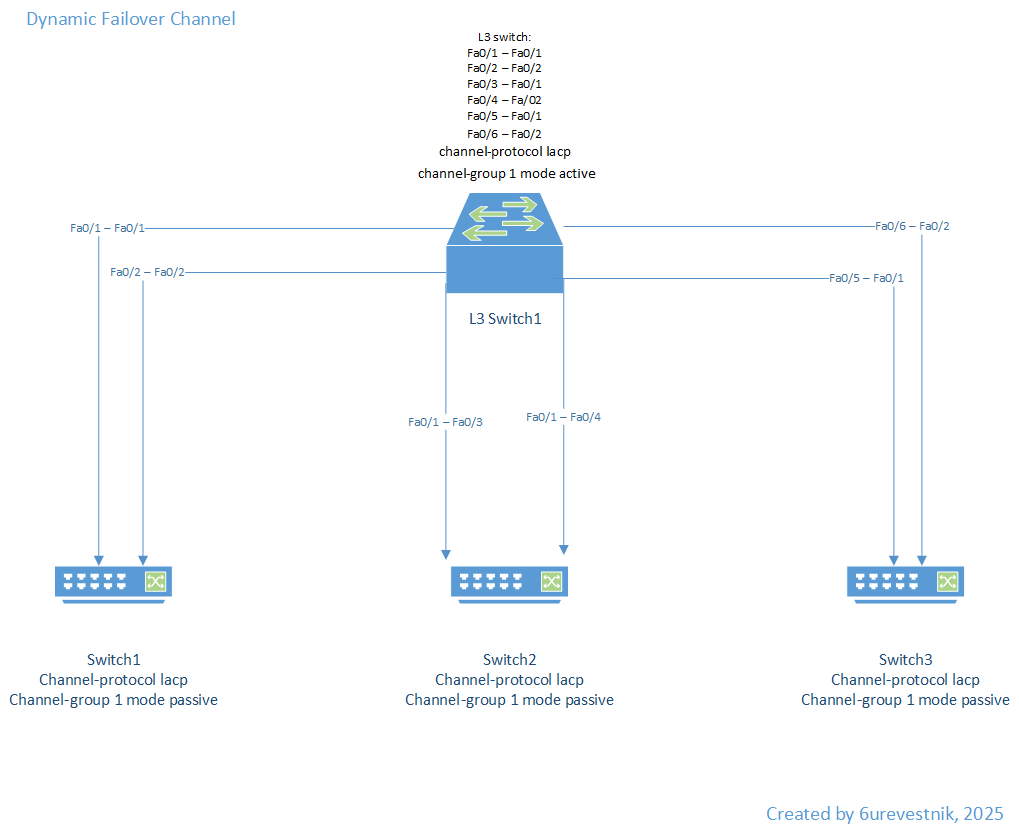 Dynamic Failover Channel
L3 switch:
Fa0/1 – Fa0/1
Fa0/2 – Fa0/2
Fa0/3 – Fa0/1
Fa0/4 – Fa/02
Fa0/5 – Fa0/1
Fa0/6 – Fa0/2
channel-protocol lacp
channel-group 1 mode active
Fa0/1 – Fa0/1
Fa0/6 – Fa0/2
Fa0/2 – Fa0/2
Fa0/5 – Fa0/1
L3 Switch1
Fa0/1 – Fa0/3
Fa0/1 – Fa0/4
Switch1
Channel-protocol lacp
Channel-group 1 mode passive
Switch2
Channel-protocol lacp
Channel-group 1 mode passive
Switch3
Channel-protocol lacp
Channel-group 1 mode passive
Created by 6urevestnik, 2025